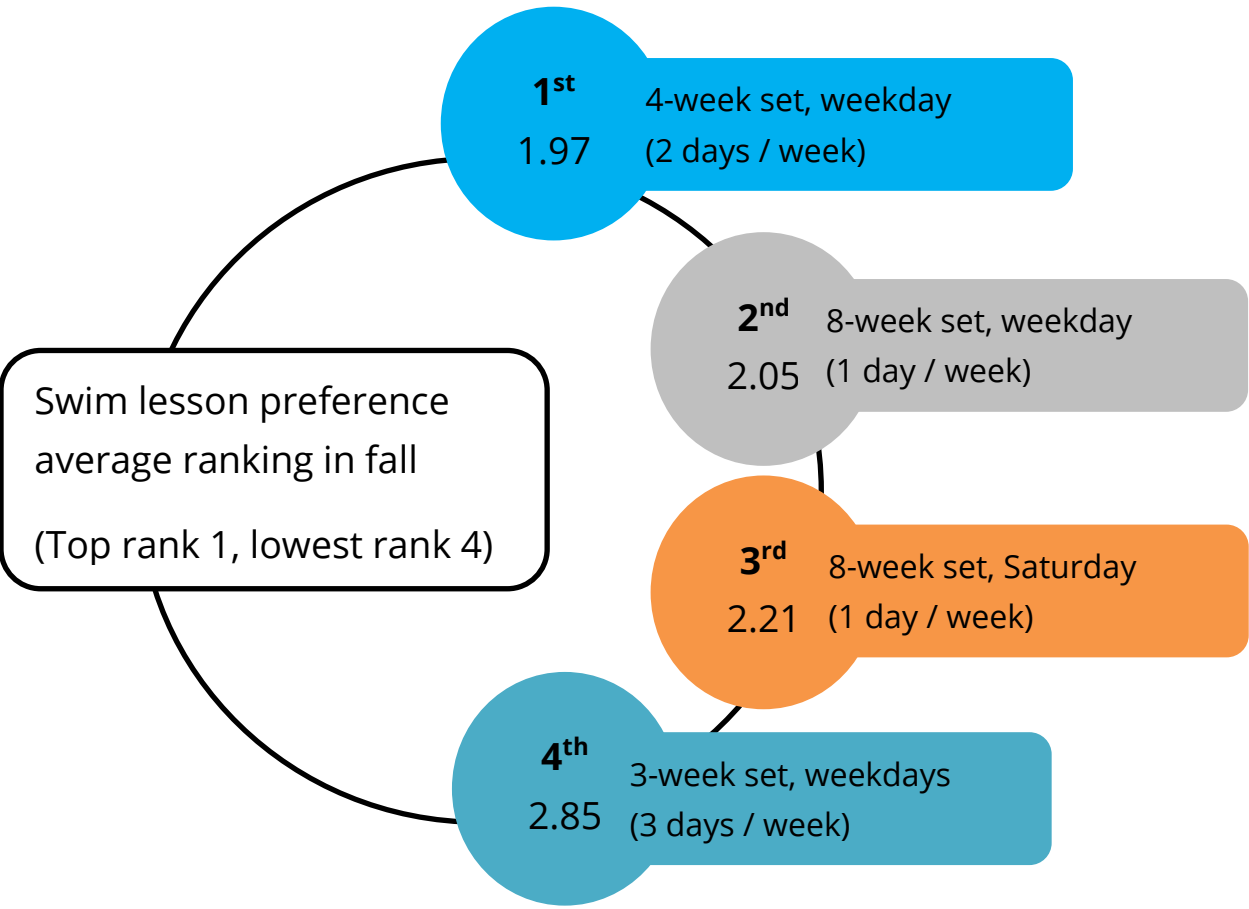 1st
1.97
4-week set, weekday
(2 days / week)
2nd
2.05
8-week set, weekday
(1 day / week)
Swim lesson preference
average ranking in fall
(Top rank 1, lowest rank 4)
3rd
2.21
8-week set, Saturday
(1 day / week)
4th
2.85
3-week set, weekdays
(3 days / week)